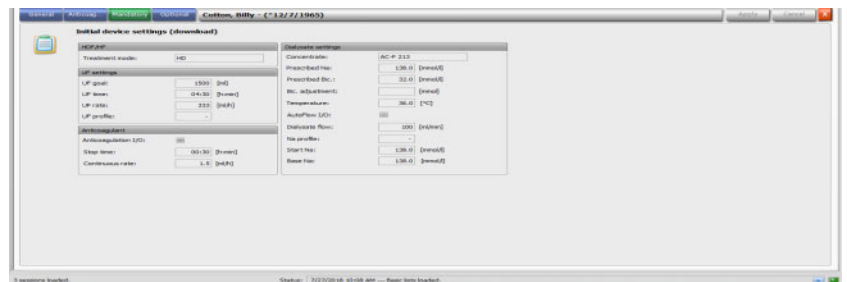 General Anticoag. Mandatory Optional Cotton, Billy - (*12/7/1965) Apply Cancel
Initial device settings (download)
HDF/HF
Treatment mode: HD
UF settings
UF goal: 1500 [ml]
UF time: 04:30 [h:min]
UF rate: 333 [ml/h]
UF profile: -
Anticoagulant
Anticoagulation I/O:
Stop time: 00:30 [h:min]
Continuous rate: 1.5 [ml/h]
Dialysate settings
Concentrate: AC-F 213
Prescribed Na: 138.0 [mmol/l]
Prescribed Bic.: 32.0 [mmol/l]
Bic. adjustment: [mmol]
Temperature: 36.0 [°C]
AutoFlow I/O:
Dialysate flow: 100 [ml/min]
Na profile: -
Start Na: 138.0 [mmol/l]
Base Na: 138.0 [mmol/l]
sessions loaded. Status: 7/27/2016 10:58 AM --- Basic lists loaded.